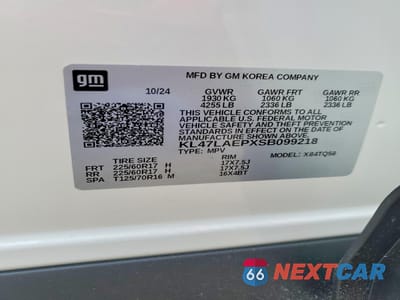 gm
MFD BY GM KOREA COMPANY
10/24 GVWR GAWR FRT GAWR RR
1930 KG 1060 KG 1060 KG
4255 LB 2336 LB 2336 LB
THIS VEHICLE CONFORMS TO ALL
APPLICABLE U.S. FEDERAL MOTOR
VEHICLE SAFETY AND THEFT
PREVENTION STANDARDS IN EFFECT
ON THE DATE OF
MANUFACTURE SHOWN ABOVE.
KL47LAEPXSB099218
TYPE: MPV MODEL: X84TQ58
TIRE SIZE RIM
FRT 225/60R17 H 17X7.5J
RR 225/60R17 H 17X7.5J
SPA T125/70R16 M 16X4BT
66 NEXTCAR